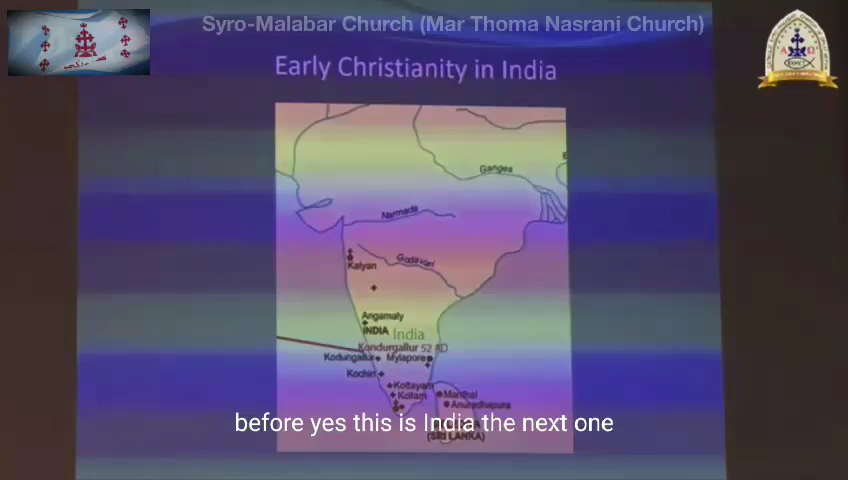 Syro-Malabar Church (Mar Thoma Nasrani Church)
Early Christianity in India
Ganges
Narmada
Godavari
Kalyan
Angamaly
INDIA India
Kondurgallur 52 AD
Kodungallur Mylapore
Kochin
Kottayam
Kollam
Manthai
Anuradhapura
before yes this is India the next one
(SRI LANKA)
Α Ω